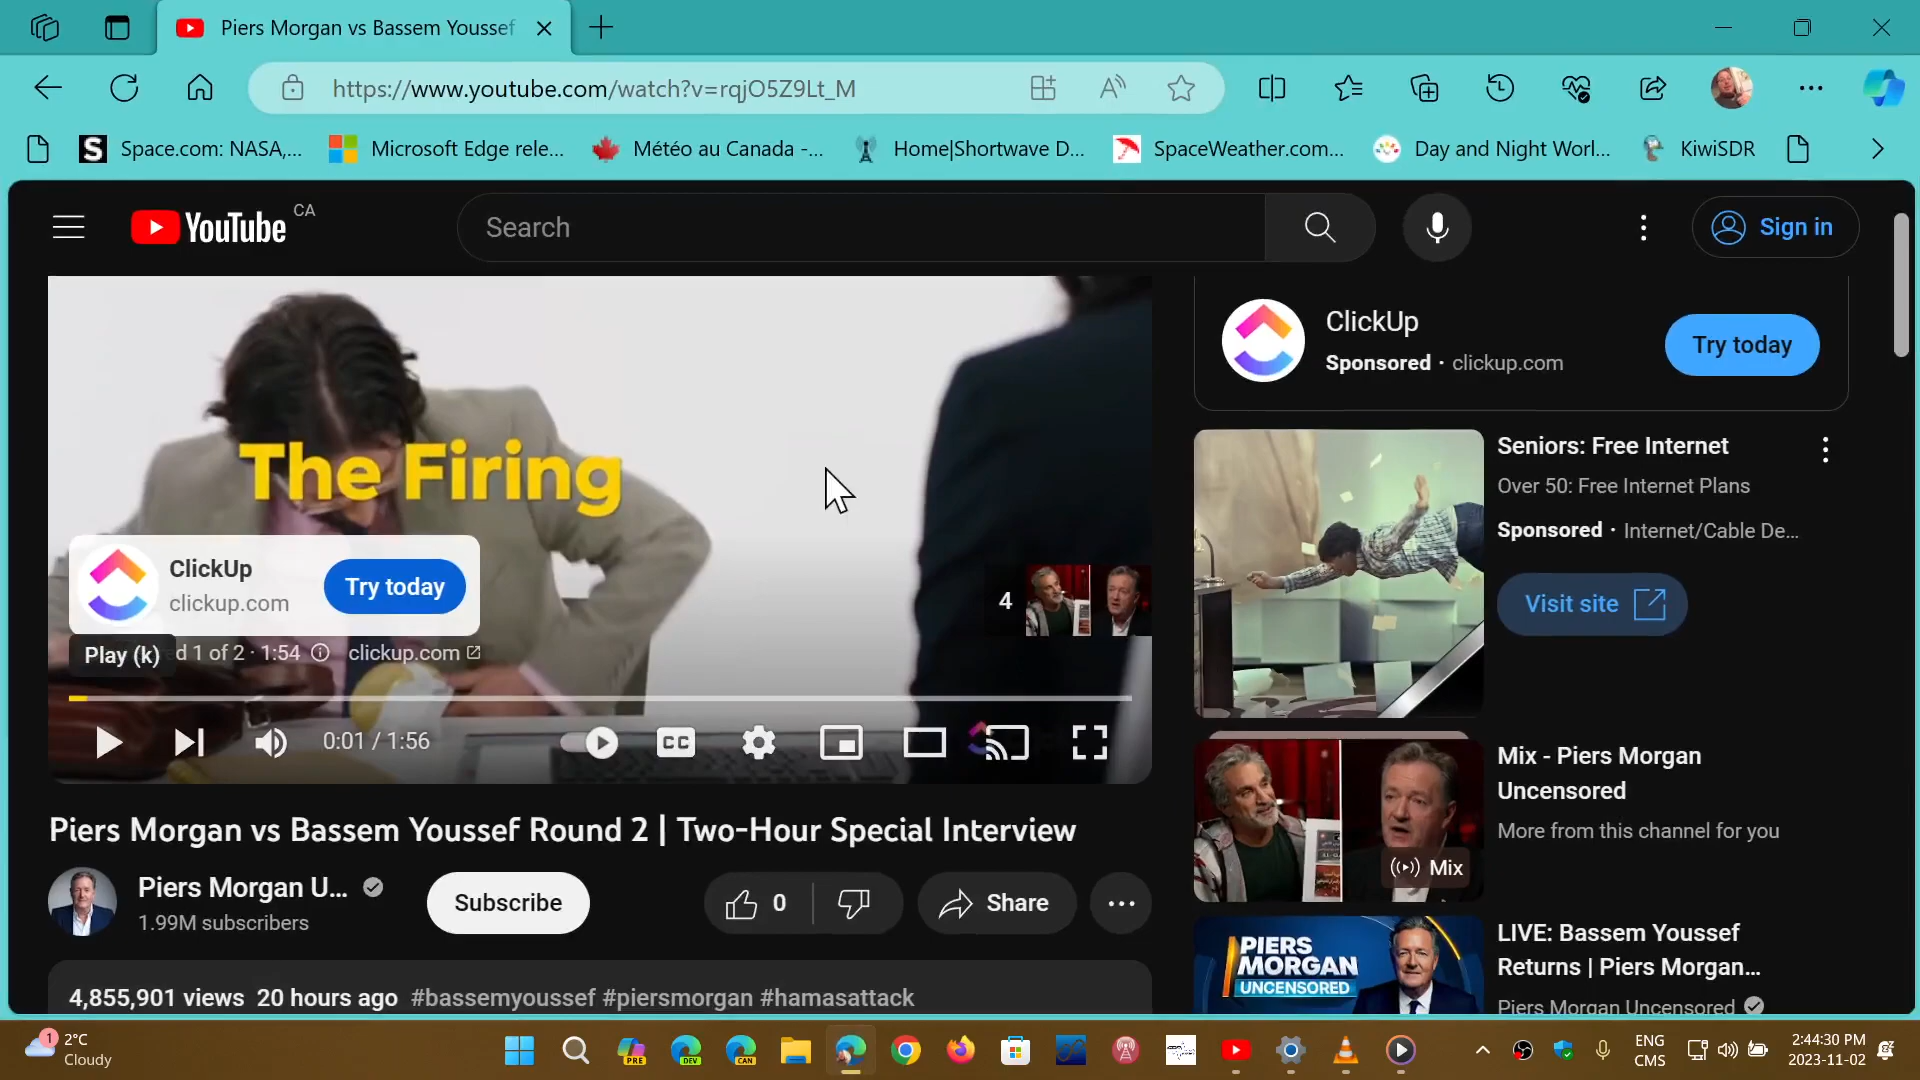 Piers Morgan vs Bassem Youssef
https://www.youtube.com/watch?v=rqjO5Z9Lt_M
S Space.com: NASA,...
Microsoft Edge rele...
Météo au Canada -...
Home|Shortwave D...
SpaceWeather.com...
Day and Night Worl...
KiwiSDR
YouTube CA
Search
Sign in
The Firing
ClickUp
clickup.com
Try today
4
Play (k)
d 1 of 2 · 1:54
clickup.com
0:01 / 1:56
CC
Piers Morgan vs Bassem Youssef Round 2 | Two-Hour Special Interview
Piers Morgan U...
1.99M subscribers
Subscribe
0
Share
4,855,901 views 20 hours ago #bassemyoussef #piersmorgan #hamasattack
ClickUp
Sponsored · clickup.com
Try today
Seniors: Free Internet
Over 50: Free Internet Plans
Sponsored · Internet/Cable De...
Visit site
Mix - Piers Morgan
Uncensored
More from this channel for you
Mix
PIERS
MORGAN
UNCENSORED
LIVE: Bassem Youssef
Returns | Piers Morgan...
Piers Morgan Uncensored
1
2°C
Cloudy
PRE
DEV
CAN
ENG
CMS
2:44:30 PM
2023-11-02